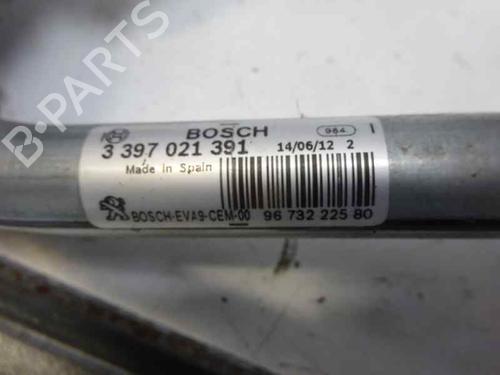 BOSCH
984 I
3 397 021 391
14/06/12 2
Made in Spain
BOSCH-EVA9-CEM-00
96 732 225 80
B-PARTS